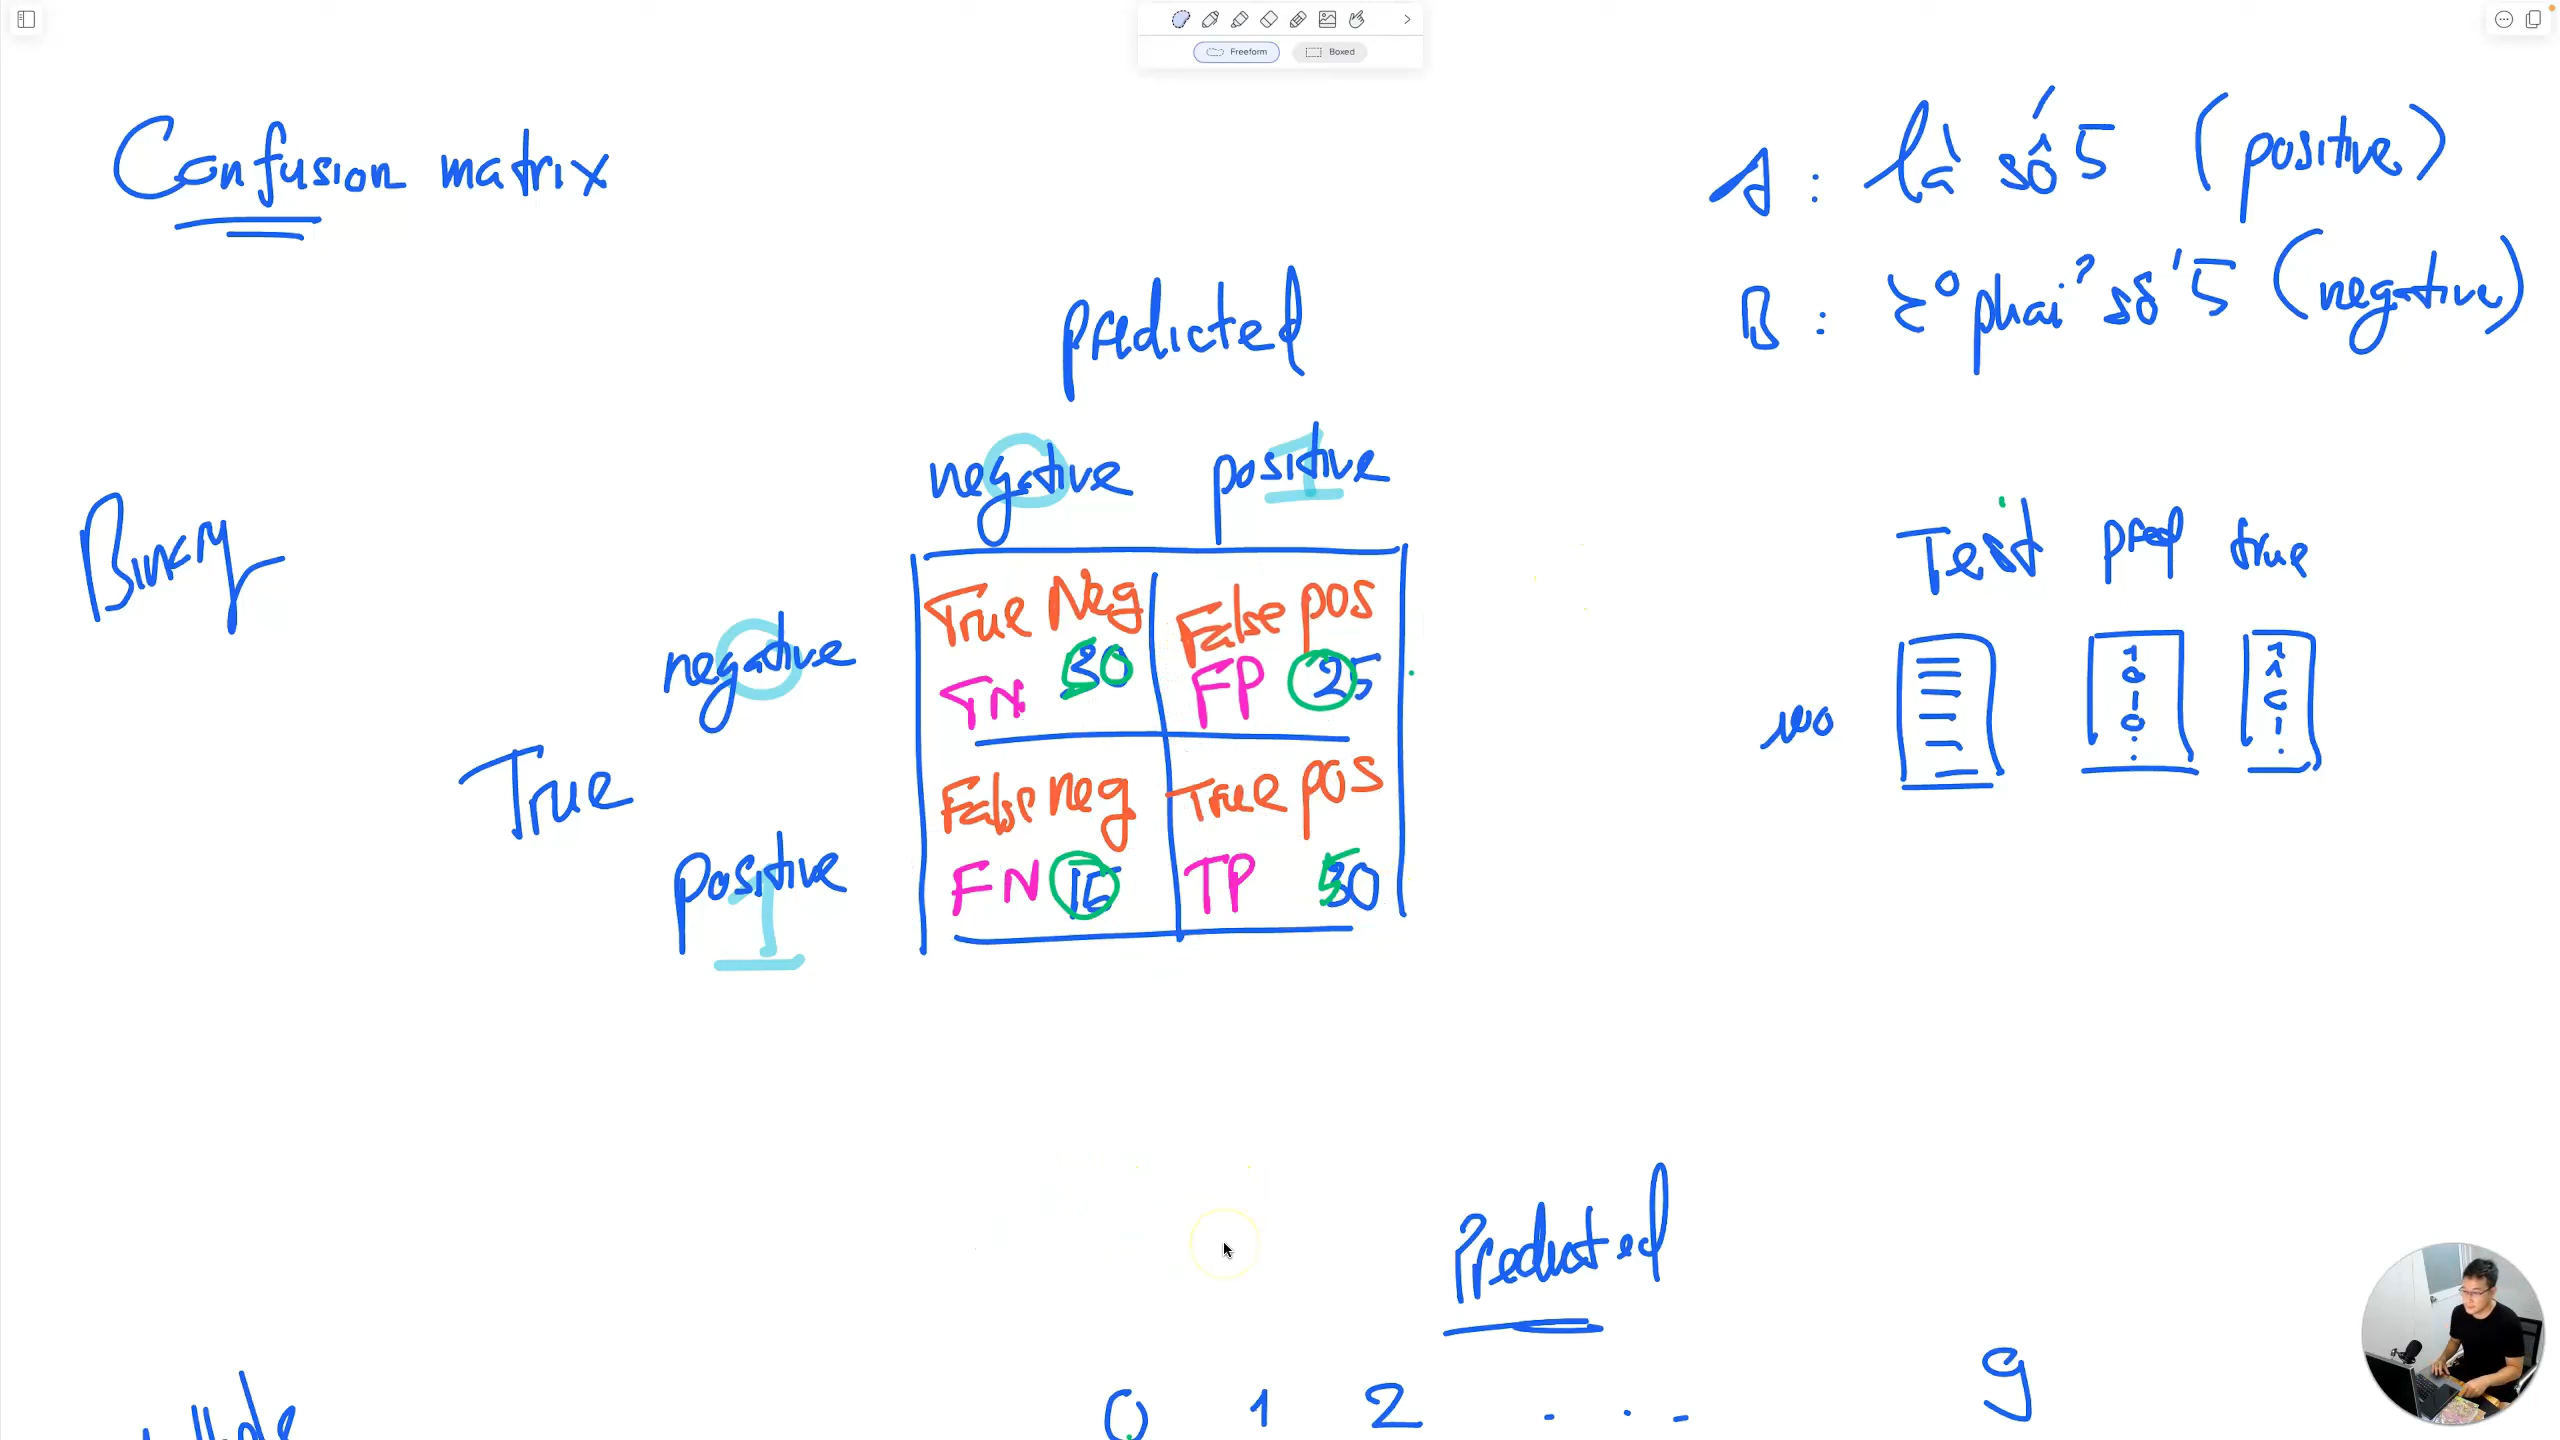 Freeform Boxed
Confusion matrix
A : là số 5 (positive)
B : phải số 5 (negative)
predicted
negative positive
Binary
Test pred true
True Neg False pos
negative
TN FP 25
100
True
False neg True pos
positive
FN 15 TP
Predicted
0 1 2 . . . 9